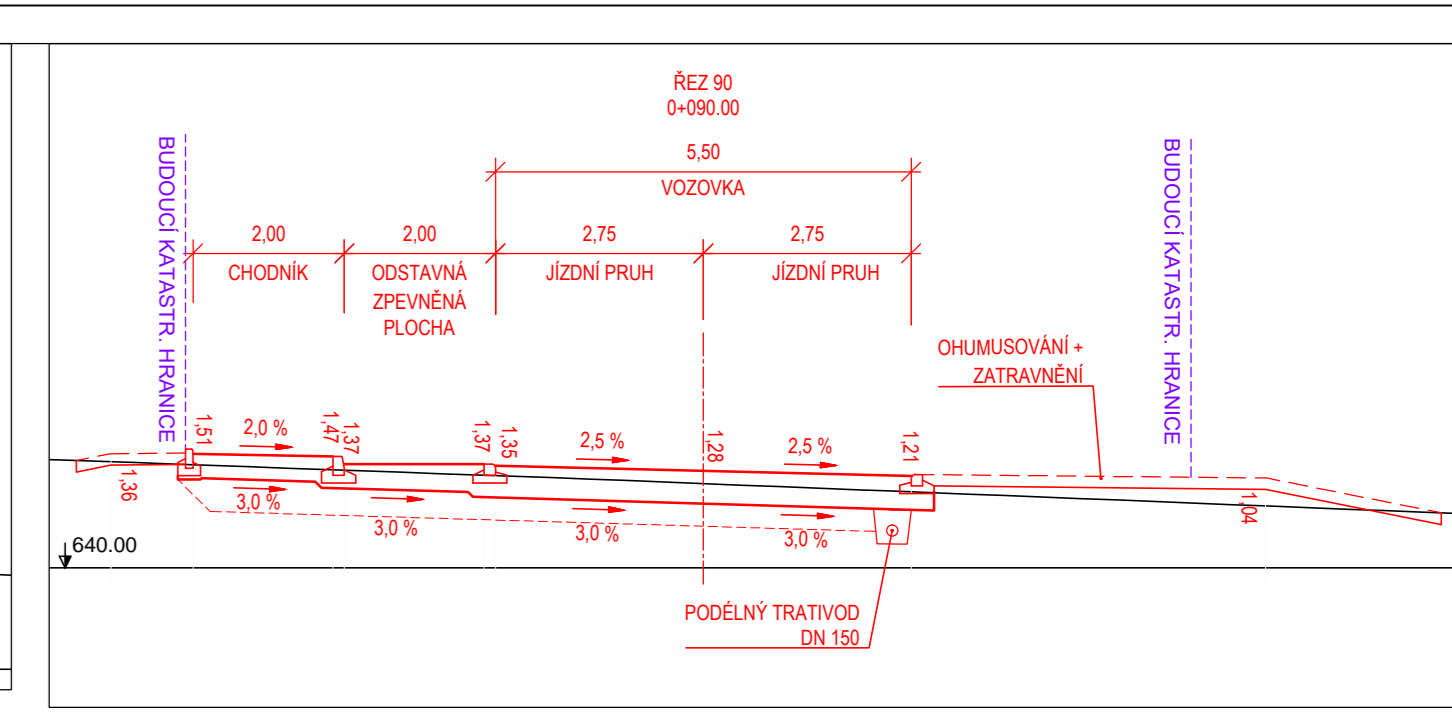 ŘEZ 90
0+090.00
5,50
VOZOVKA
2,00
CHODNÍK
2,00
ODSTAVNÁ
ZPEVNĚNÁ
PLOCHA
2,75
JÍZDNÍ PRUH
2,75
JÍZDNÍ PRUH
BUDOUCÍ KATASTR. HRANICE
BUDOUCÍ KATASTR. HRANICE
OHUMUSOVÁNÍ +
ZATRAVNĚNÍ
1,36
1,51
2,0 %
1,47
1,37
1,37
1,35
2,5 %
1,28
2,5 %
1,21
1,04
3,0 %
3,0 %
3,0 %
3,0 %
640.00
PODÉLNÝ TRATIVOD
DN 150